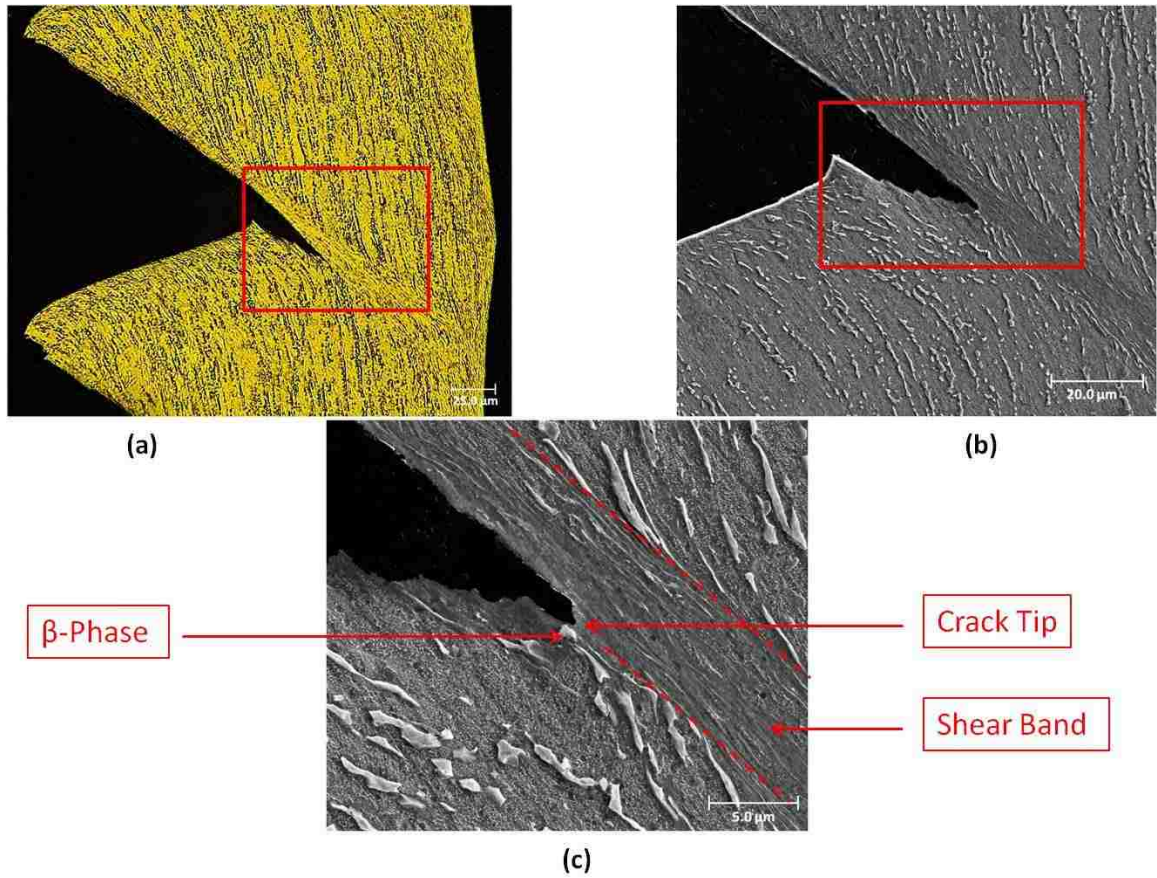 25.0 µm
20.0 µm
(a)
(b)
β-Phase
Crack Tip
Shear Band
5.0 µm
(c)